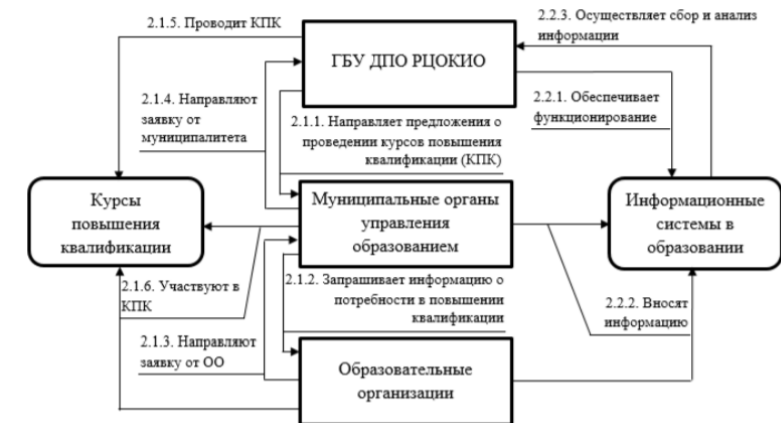 2.1.5. Проводит КПК
ГБУ ДПО РЦОКИО
2.2.3. Осуществляет сбор и анализ
информации
2.1.4. Направляют
заявку от
муниципалитета
2.1.1. Направляет предложения о
проведении курсов повышения
квалификации (КПК)
2.2.1. Обеспечивает
функционирование
Курсы
повышения
квалификации
Муниципальные органы
управления
образованием
Информационные
системы в
образовании
2.1.6. Участвуют в
КПК
2.1.2. Запрашивает информацию о
потребности в повышении
квалификации
2.2.2. Вносят
информацию
2.1.3. Направляют
заявку от ОО
Образовательные
организации